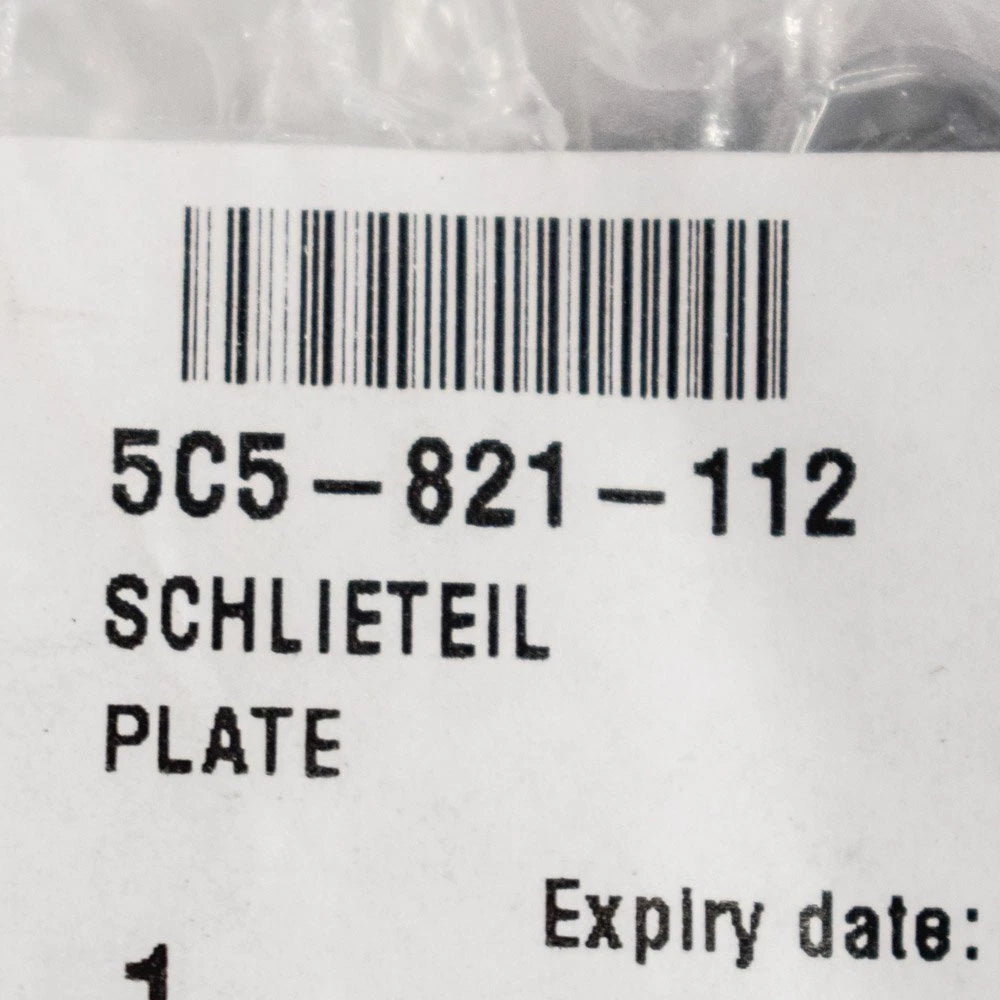 5C5-821-112
SCHLIETEIL
PLATE
Expiry date:
1